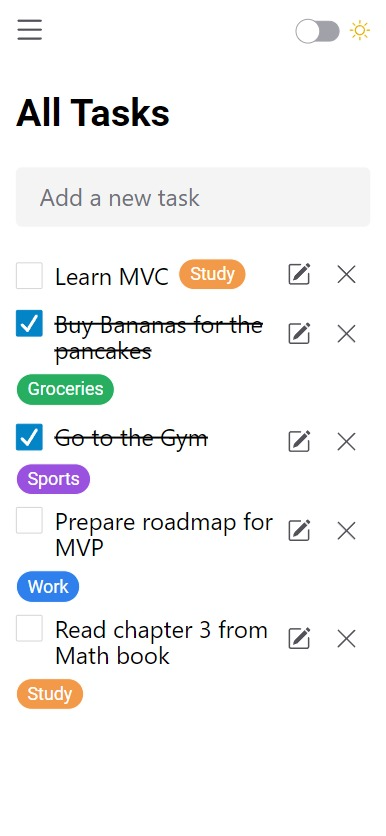 All Tasks
Add a new task
Learn MVC Study
Buy Bananas for the
pancakes
Groceries
Go to the Gym
Sports
Prepare roadmap for
MVP
Work
Read chapter 3 from
Math book
Study